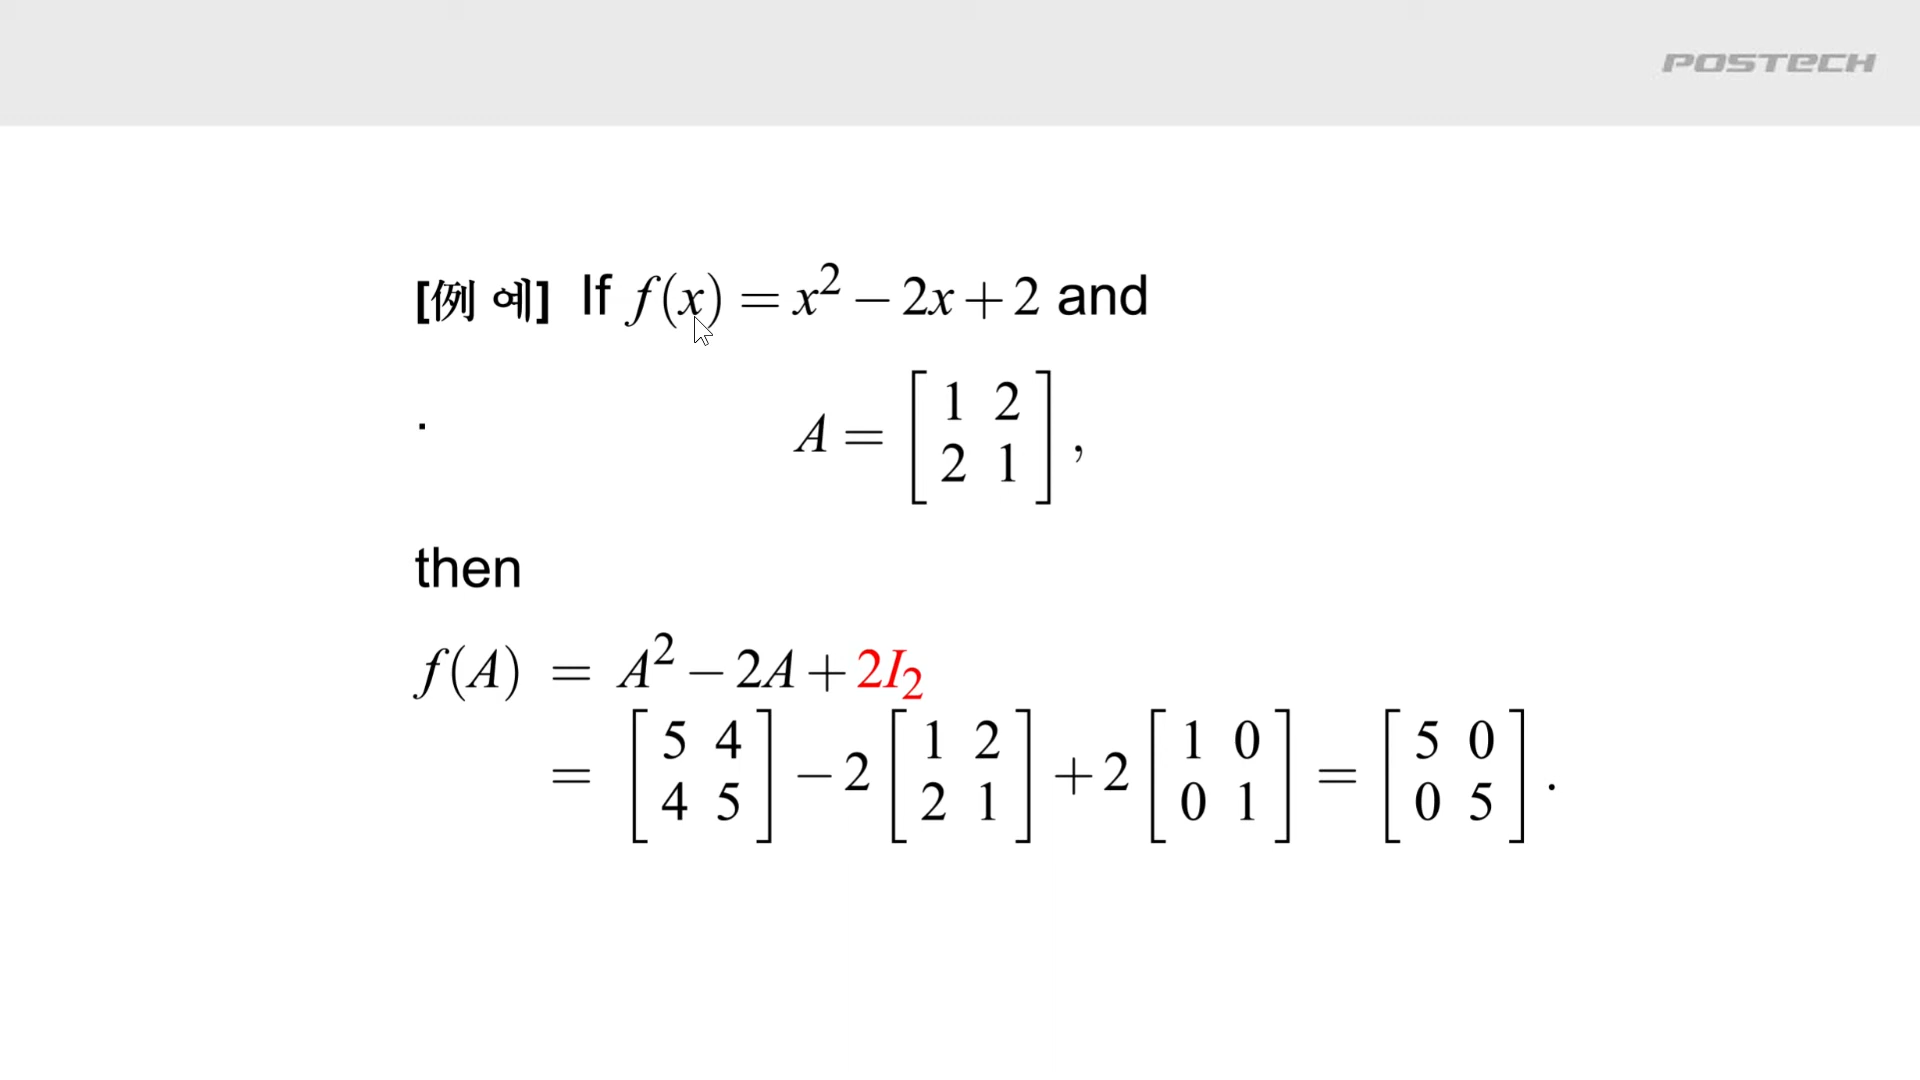 POSTECH
[例 예] If f(x) = x² − 2x + 2 and
. A = [1 2; 2 1],
then
f(A) = A² − 2A + 2I₂
= [5 4; 4 5] − 2 [1 2; 2 1] + 2 [1 0; 0 1] = [5 0; 0 5].